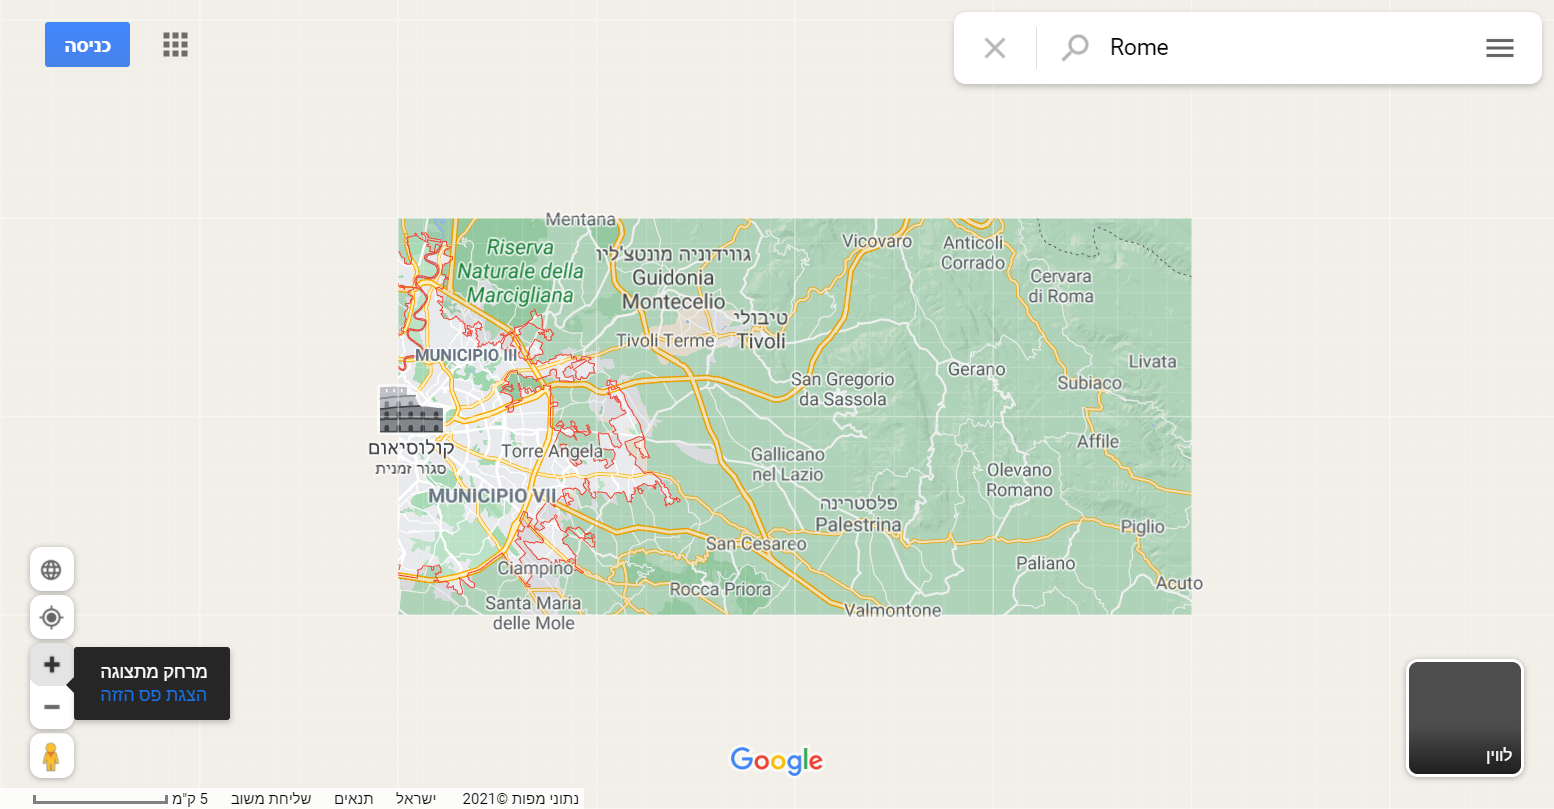 כניסה
Rome
Mentana
Riserva
Naturale della
Marcigliana
גווידוניה מונטצ'ליו
Guidonia
Montecelio
Vicovaro
Anticoli
Corrado
Cervara
di Roma
טיבולי
Tivoli
Tivoli Terme
MUNICIPIO III
Livata
Gerano
Subiaco
San Gregorio
da Sassola
קולוסיאום
סגור זמנית
Torre Angela
Gallicano
nel Lazio
Affile
Olevano
Romano
MUNICIPIO VII
פלסטרינה
Palestrina
Piglio
San Cesareo
Ciampino
Paliano
Rocca Priora
Acuto
Santa Maria
delle Mole
Valmontone
מרחק מתצוגה
הצגת פס הזזה
לווין
Google
נתוני מפות ©2021
ישראל
תנאים
שליחת משוב
5 ק"מ